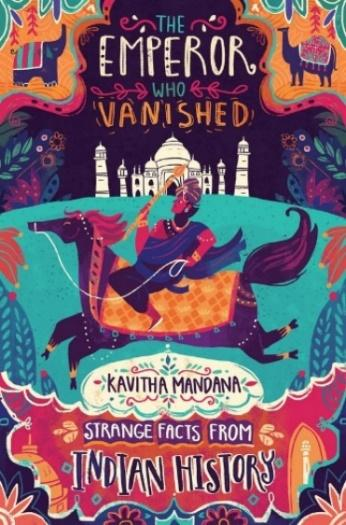 THE
EMPEROR
WHO
VANISHED
KAVITHA MANDANA
STRANGE FACTS FROM
INDIAN HISTORY